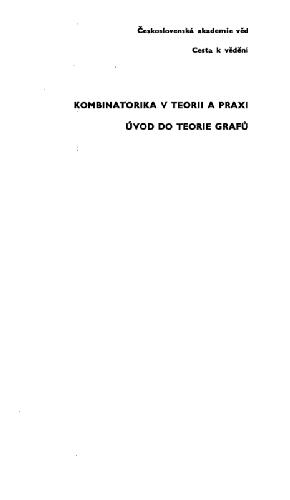 Československá akademie věd
Cesta k vědění
KOMBINATORIKA V TEORII A PRAXI
ÚVOD DO TEORIE GRAFŮ